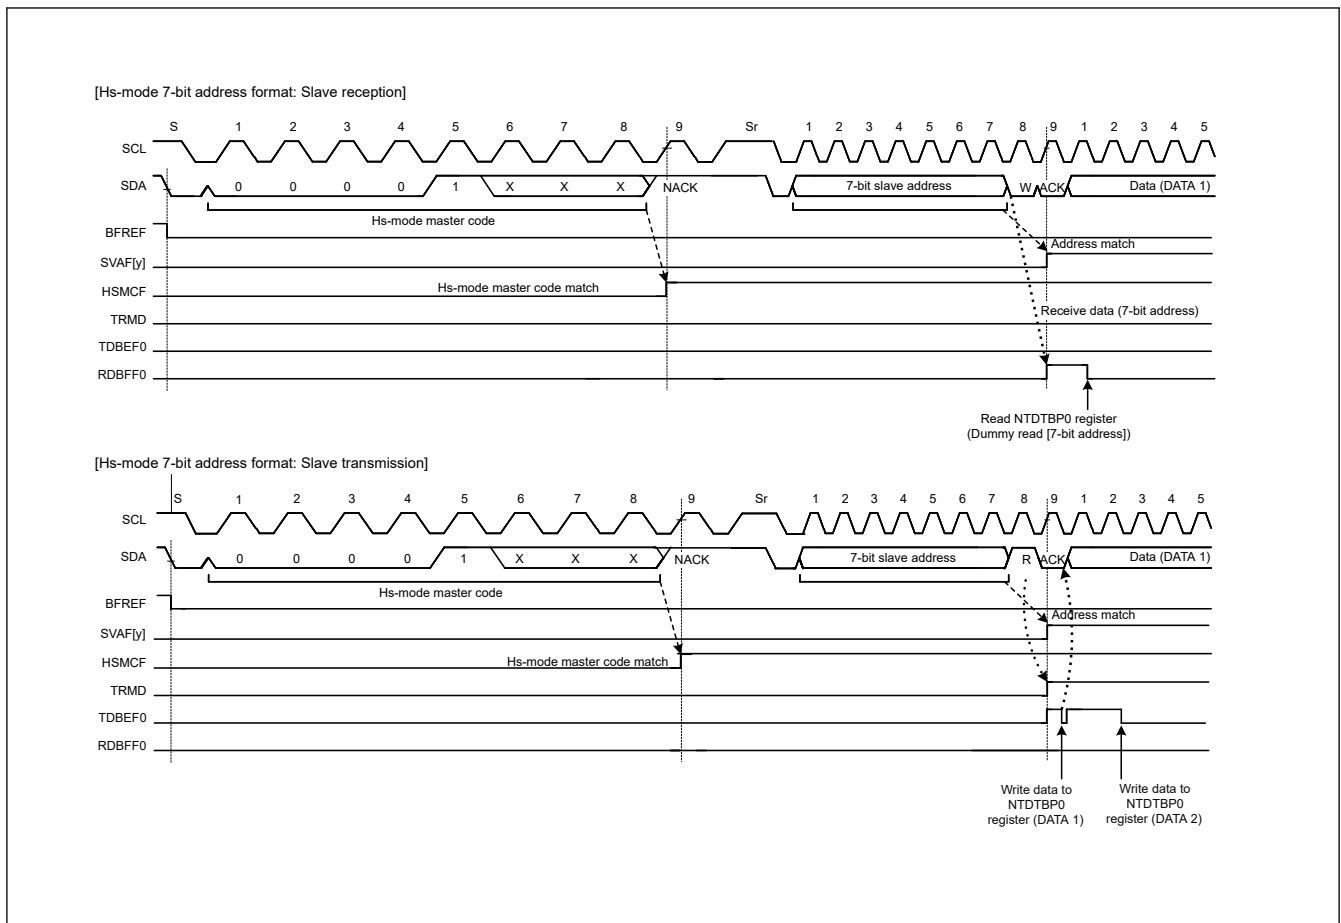 [Hs-mode 7-bit address format: Slave reception]
S 1 2 3 4 5 6 7 8 9 Sr 1 2 3 4 5 6 7 8 9 1 2 3 4 5
SCL
SDA 0 0 0 0 1 X X X NACK 7-bit slave address W ACK Data (DATA 1)
Hs-mode master code
BFREF
Address match
SVAF[y]
HSMCF Hs-mode master code match
Receive data (7-bit address)
TRMD
TDBEF0
RDBFF0
Read NTDTBP0 register
(Dummy read [7-bit address])
[Hs-mode 7-bit address format: Slave transmission]
S 1 2 3 4 5 6 7 8 9 Sr 1 2 3 4 5 6 7 8 9 1 2 3 4 5
SCL
SDA 0 0 0 0 1 X X X NACK 7-bit slave address R ACK Data (DATA 1)
Hs-mode master code
BFREF
Address match
SVAF[y]
HSMCF Hs-mode master code match
TRMD
TDBEF0
RDBFF0
Write data to
NTDTBP0
register (DATA 1)
Write data to
NTDTBP0
register (DATA 2)